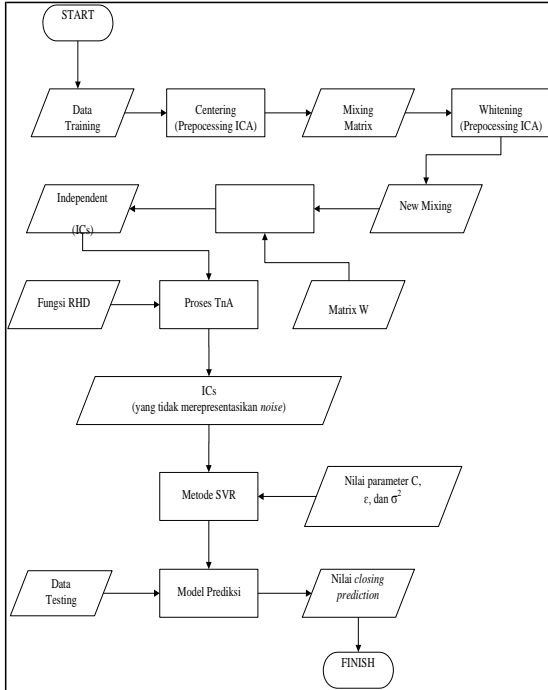 START
Data
Training
Centering
(Prepocessing ICA)
Mixing
Matrix
Whitening
(Prepocessing ICA)
Independent
(ICs)
New Mixing
Fungsi RHD
Proses TnA
Matrix W
ICs
(yang tidak merepresentasikan noise)
Metode SVR
Nilai parameter C,
ε, dan σ²
Data
Testing
Model Prediksi
Nilai closing
prediction
FINISH